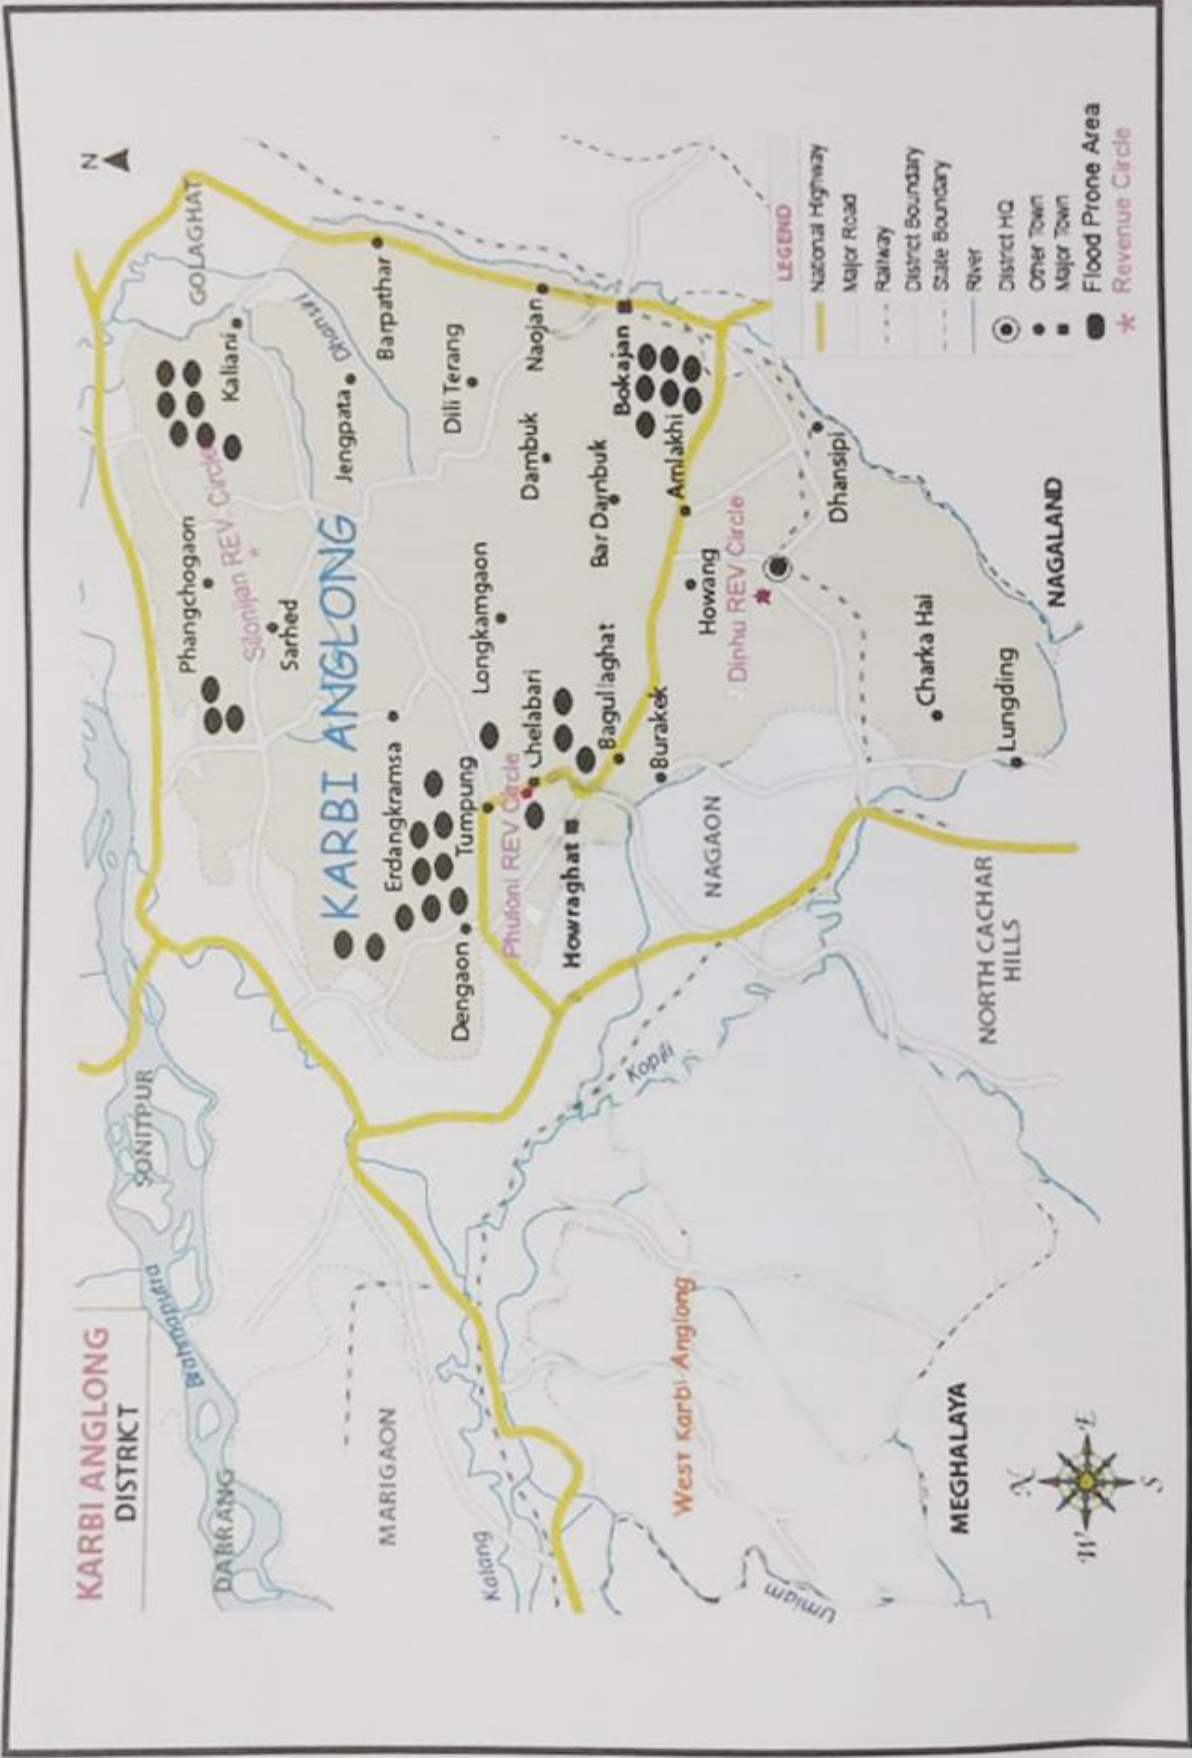 KARBI ANGLONG
DISTRICT
N
GOLAGHAT
SONITPUR
Brahmaputra
DARRANG
MARIGAON
Kalang
Umiam
West Karbi Anglong
MEGHALAYA
Kopili
NAGAON
NORTH CACHAR
HILLS
NAGALAND
KARBI ANGLONG
Kaliani
Dhansiri
Barpathar
Jengpata
Phangchogaon
Silonijan REV. Circle
Sarhed
Dili Terang
Naojan
Dambuk
Bokajan
Bar Dambuk
Amlakhi
Longkamgaon
Erdangkramsa
Tumpung
Dengaon
Phuloni REV Circle
Chelabari
Howraghat
Bagullaghat
Burakek
Howang
Diphu REV Circle
Dhansipi
Charka Hai
Lungding
LEGEND
National Highway
Major Road
Railway
District Boundary
State Boundary
River
District HQ
Other Town
Major Town
Flood Prone Area
Revenue Circle
N
W
E
S